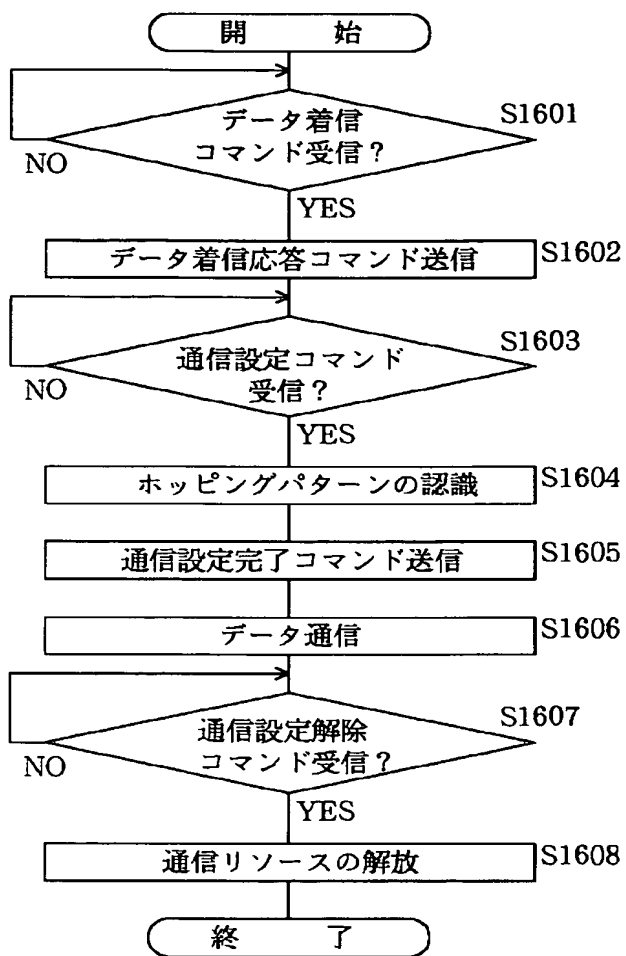 開 始
データ着信
コマンド受信？
S1601
NO
YES
データ着信応答コマンド送信
S1602
通信設定コマンド
受信？
S1603
NO
YES
ホッピングパターンの認識
S1604
通信設定完了コマンド送信
S1605
データ通信
S1606
通信設定解除
コマンド受信？
S1607
NO
YES
通信リソースの解放
S1608
終 了